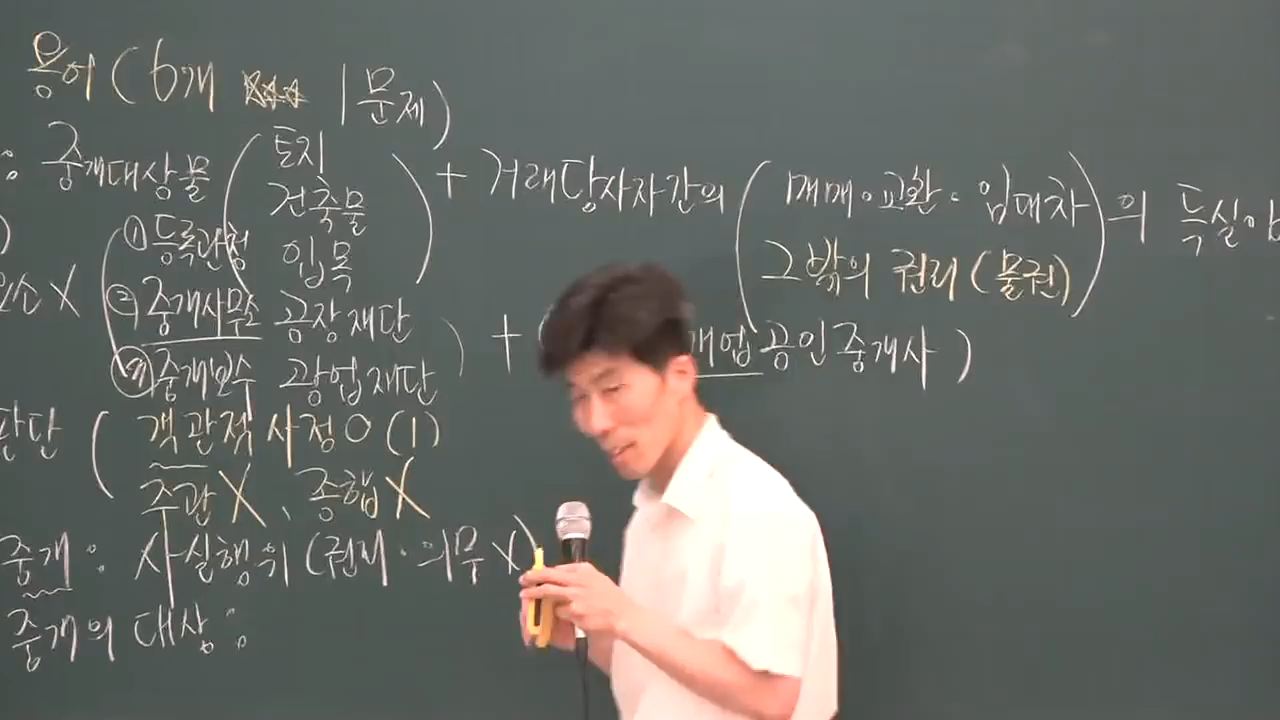 용어 (6개 ☆☆☆ 1문제)
: 중개대상물 ( 토지 ) + 거래당사자간의 ( 매매·교환·임대차 ) 의 득실
건축물 그 밖의 권리 (물권)
① 등록관청 입목
X ② 중개사무소 공장재단 ) + ( 개업공인중개사 )
③ 중개보수 광업재단
판단 ( 객관적 사정 O (1)
주관 X、 종합 X
중개 : 사실행위 (권리·의무 X)
중개의 대상 :